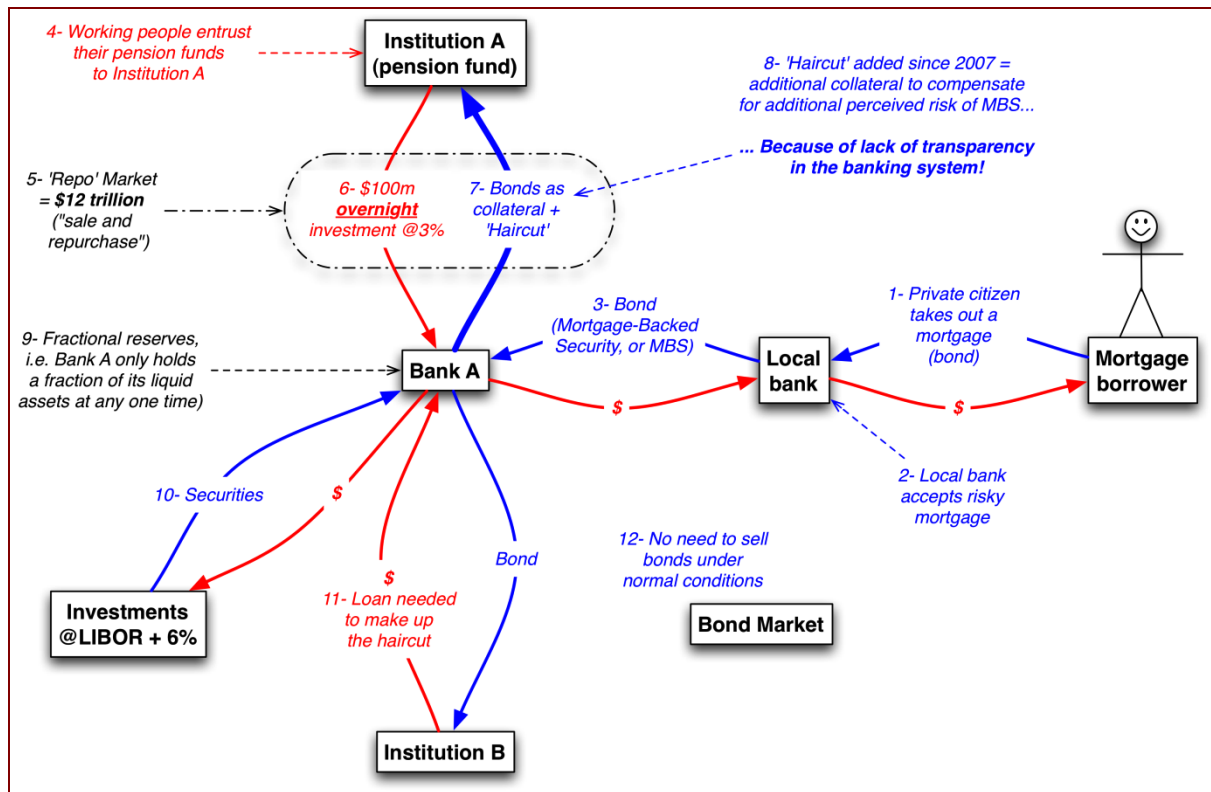 4- Working people entrust
their pension funds
to Institution A
Institution A
(pension fund)
8- 'Haircut' added since 2007 =
additional collateral to compensate
for additional perceived risk of MBS...
... Because of lack of transparency
in the banking system!
5- 'Repo' Market
= $12 trillion
("sale and
repurchase")
6- $100m
overnight
investment @3%
7- Bonds as
collateral +
'Haircut'
1- Private citizen
takes out a
mortgage
(bond)
3- Bond
(Mortgage-Backed
Security, or MBS)
9- Fractional reserves,
i.e. Bank A only holds
a fraction of its liquid
assets at any one time)
Bank A
Local
bank
Mortgage
borrower
$
$
2- Local bank
accepts risky
mortgage
10- Securities
$
Bond
12- No need to sell
bonds under
normal conditions
$
11- Loan needed
to make up
the haircut
Investments
@LIBOR + 6%
Bond Market
Institution B